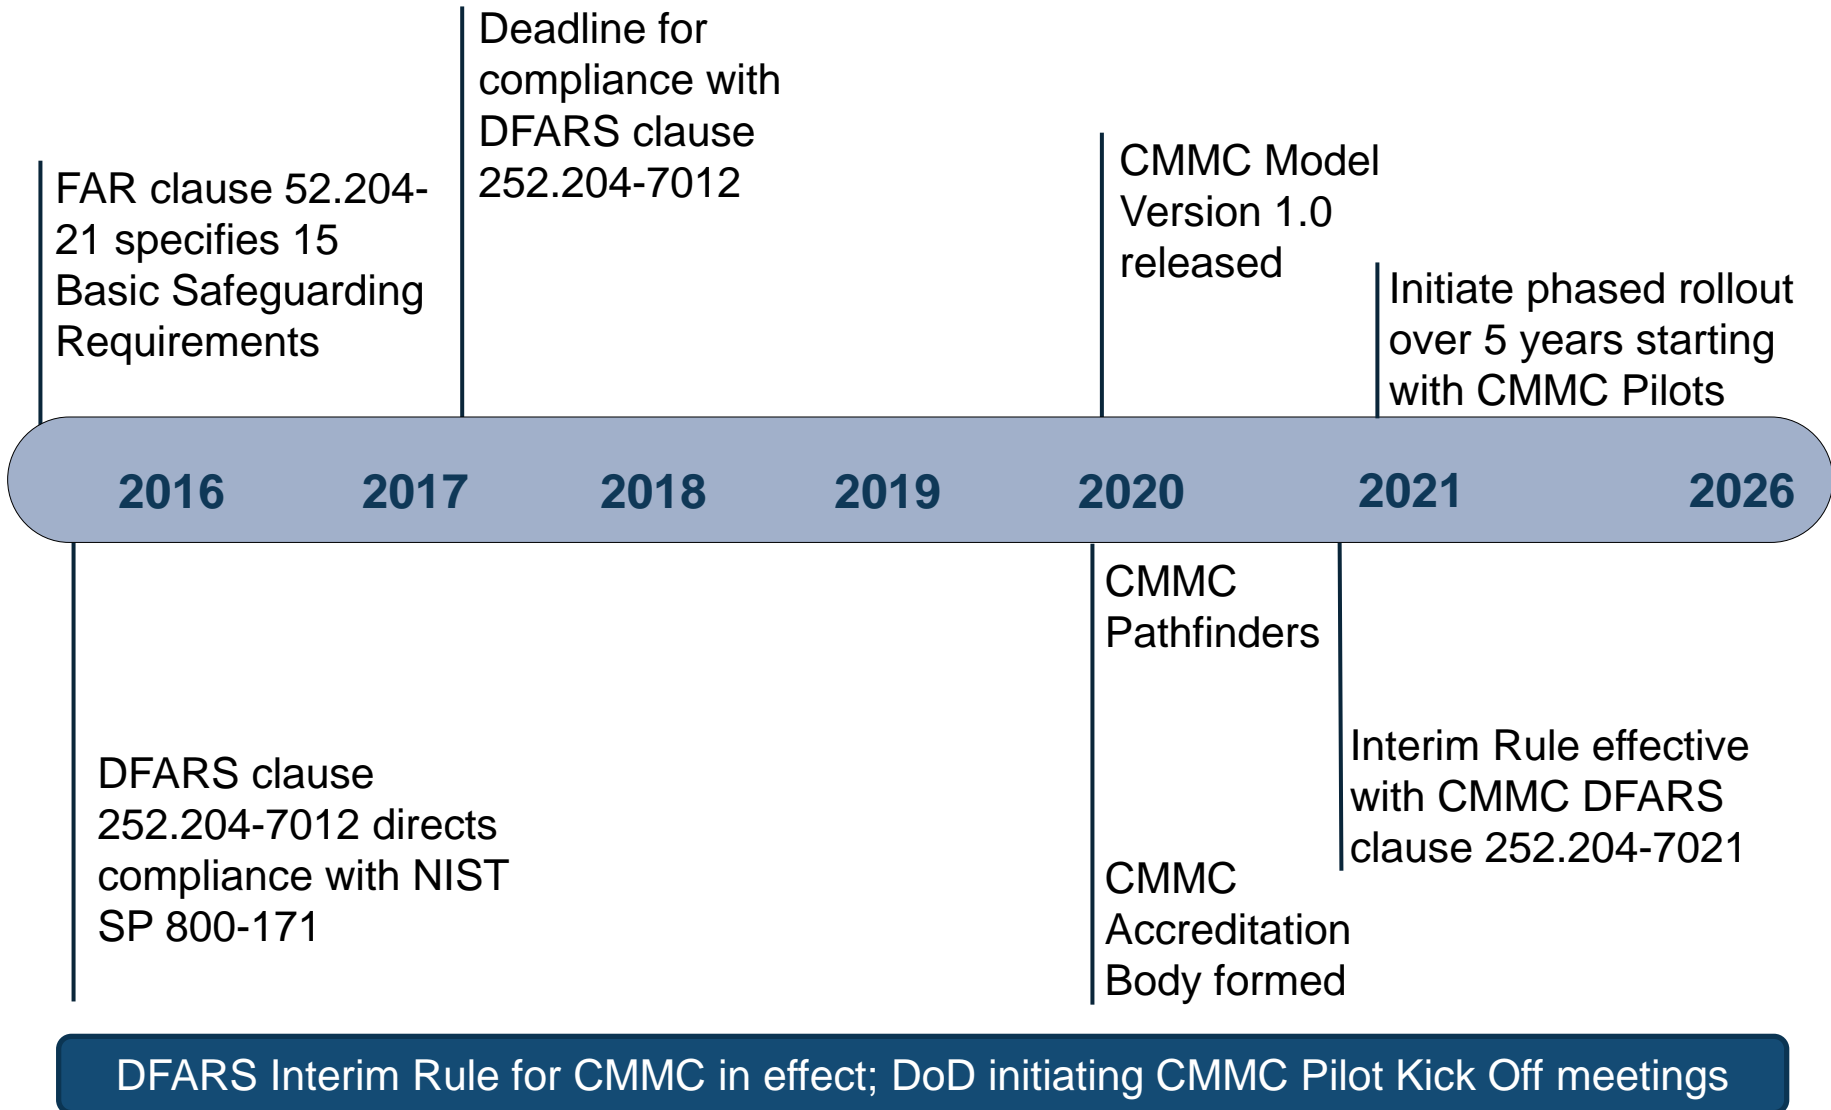 Deadline for
compliance with
DFARS clause
252.204-7012
FAR clause 52.204-
21 specifies 15
Basic Safeguarding
Requirements
CMMC Model
Version 1.0
released
Initiate phased rollout
over 5 years starting
with CMMC Pilots
2016 2017 2018 2019 2020 2021 2026
DFARS clause
252.204-7012 directs
compliance with NIST
SP 800-171
CMMC
Pathfinders
CMMC
Accreditation
Body formed
Interim Rule effective
with CMMC DFARS
clause 252.204-7021
DFARS Interim Rule for CMMC in effect; DoD initiating CMMC Pilot Kick Off meetings